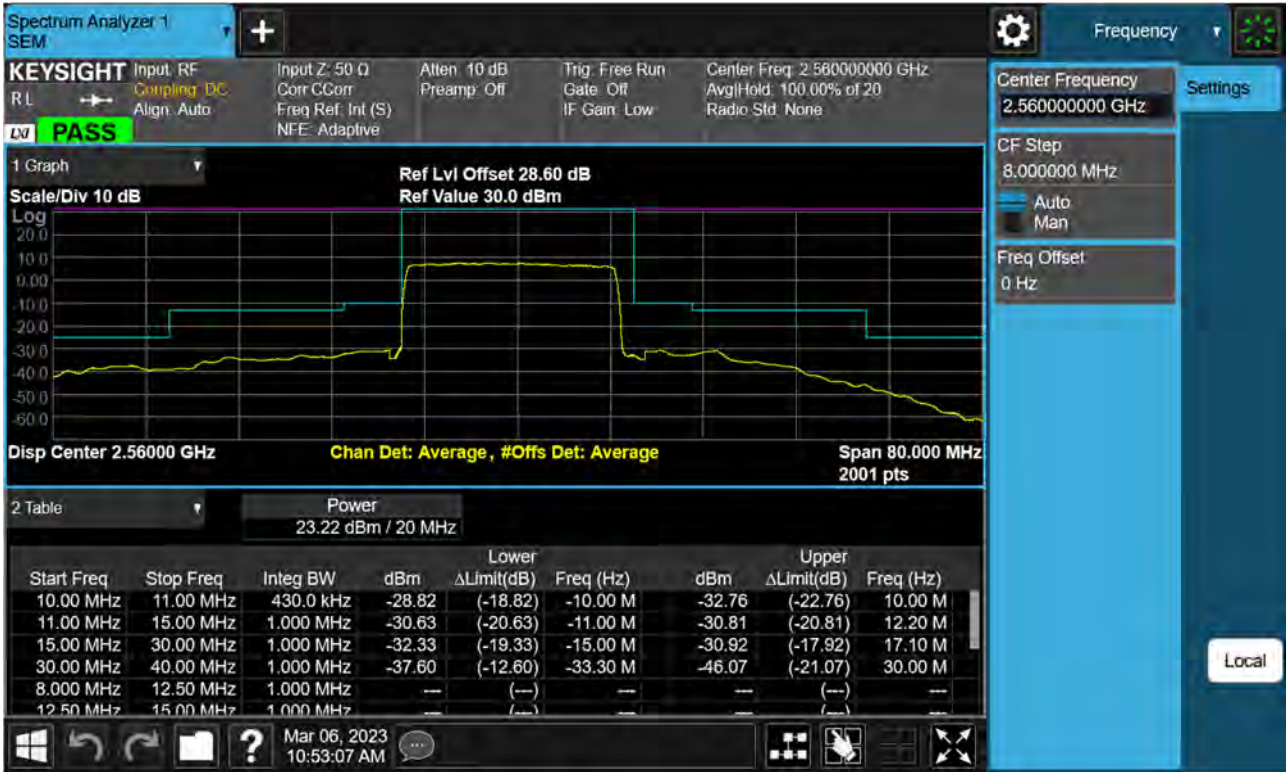 Spectrum Analyzer 1
SEM
+
Frequency
KEYSIGHT
R L
LXI PASS
Input: RF
Coupling: DC
Align: Auto
Input Z: 50 Ω
Corr CCorr
Freq Ref: Int (S)
NFE: Adaptive
Atten: 10 dB
Preamp: Off
Trig: Free Run
Gate: Off
IF Gain: Low
Center Freq: 2.560000000 GHz
Avg|Hold: 100.00% of 20
Radio Std: None
Center Frequency
2.560000000 GHz
Settings
CF Step
8.000000 MHz
Auto
Man
Freq Offset
0 Hz
Local
1 Graph
Ref Lvl Offset 28.60 dB
Scale/Div 10 dB
Ref Value 30.0 dBm
Log
20.0
10.0
0.00
-10.0
-20.0
-30.0
-40.0
-50.0
-60.0
Disp Center 2.56000 GHz
Chan Det: Average, #Offs Det: Average
Span 80.000 MHz
2001 pts
2 Table
Power
23.22 dBm / 20 MHz
Lower Upper
Start Freq Stop Freq Integ BW dBm ΔLimit(dB) Freq (Hz) dBm ΔLimit(dB) Freq (Hz)
10.00 MHz 11.00 MHz 430.0 kHz -28.82 (-18.82) -10.00 M -32.76 (-22.76) 10.00 M
11.00 MHz 15.00 MHz 1.000 MHz -30.63 (-20.63) -11.00 M -30.81 (-20.81) 12.20 M
15.00 MHz 30.00 MHz 1.000 MHz -32.33 (-19.33) -15.00 M -30.92 (-17.92) 17.10 M
30.00 MHz 40.00 MHz 1.000 MHz -37.60 (-12.60) -33.30 M -46.07 (-21.07) 30.00 M
8.000 MHz 12.50 MHz 1.000 MHz --- (---) --- --- (---) ---
12.50 MHz 15.00 MHz 1.000 MHz --- (---) --- --- (---) ---
?
Mar 06, 2023
10:53:07 AM